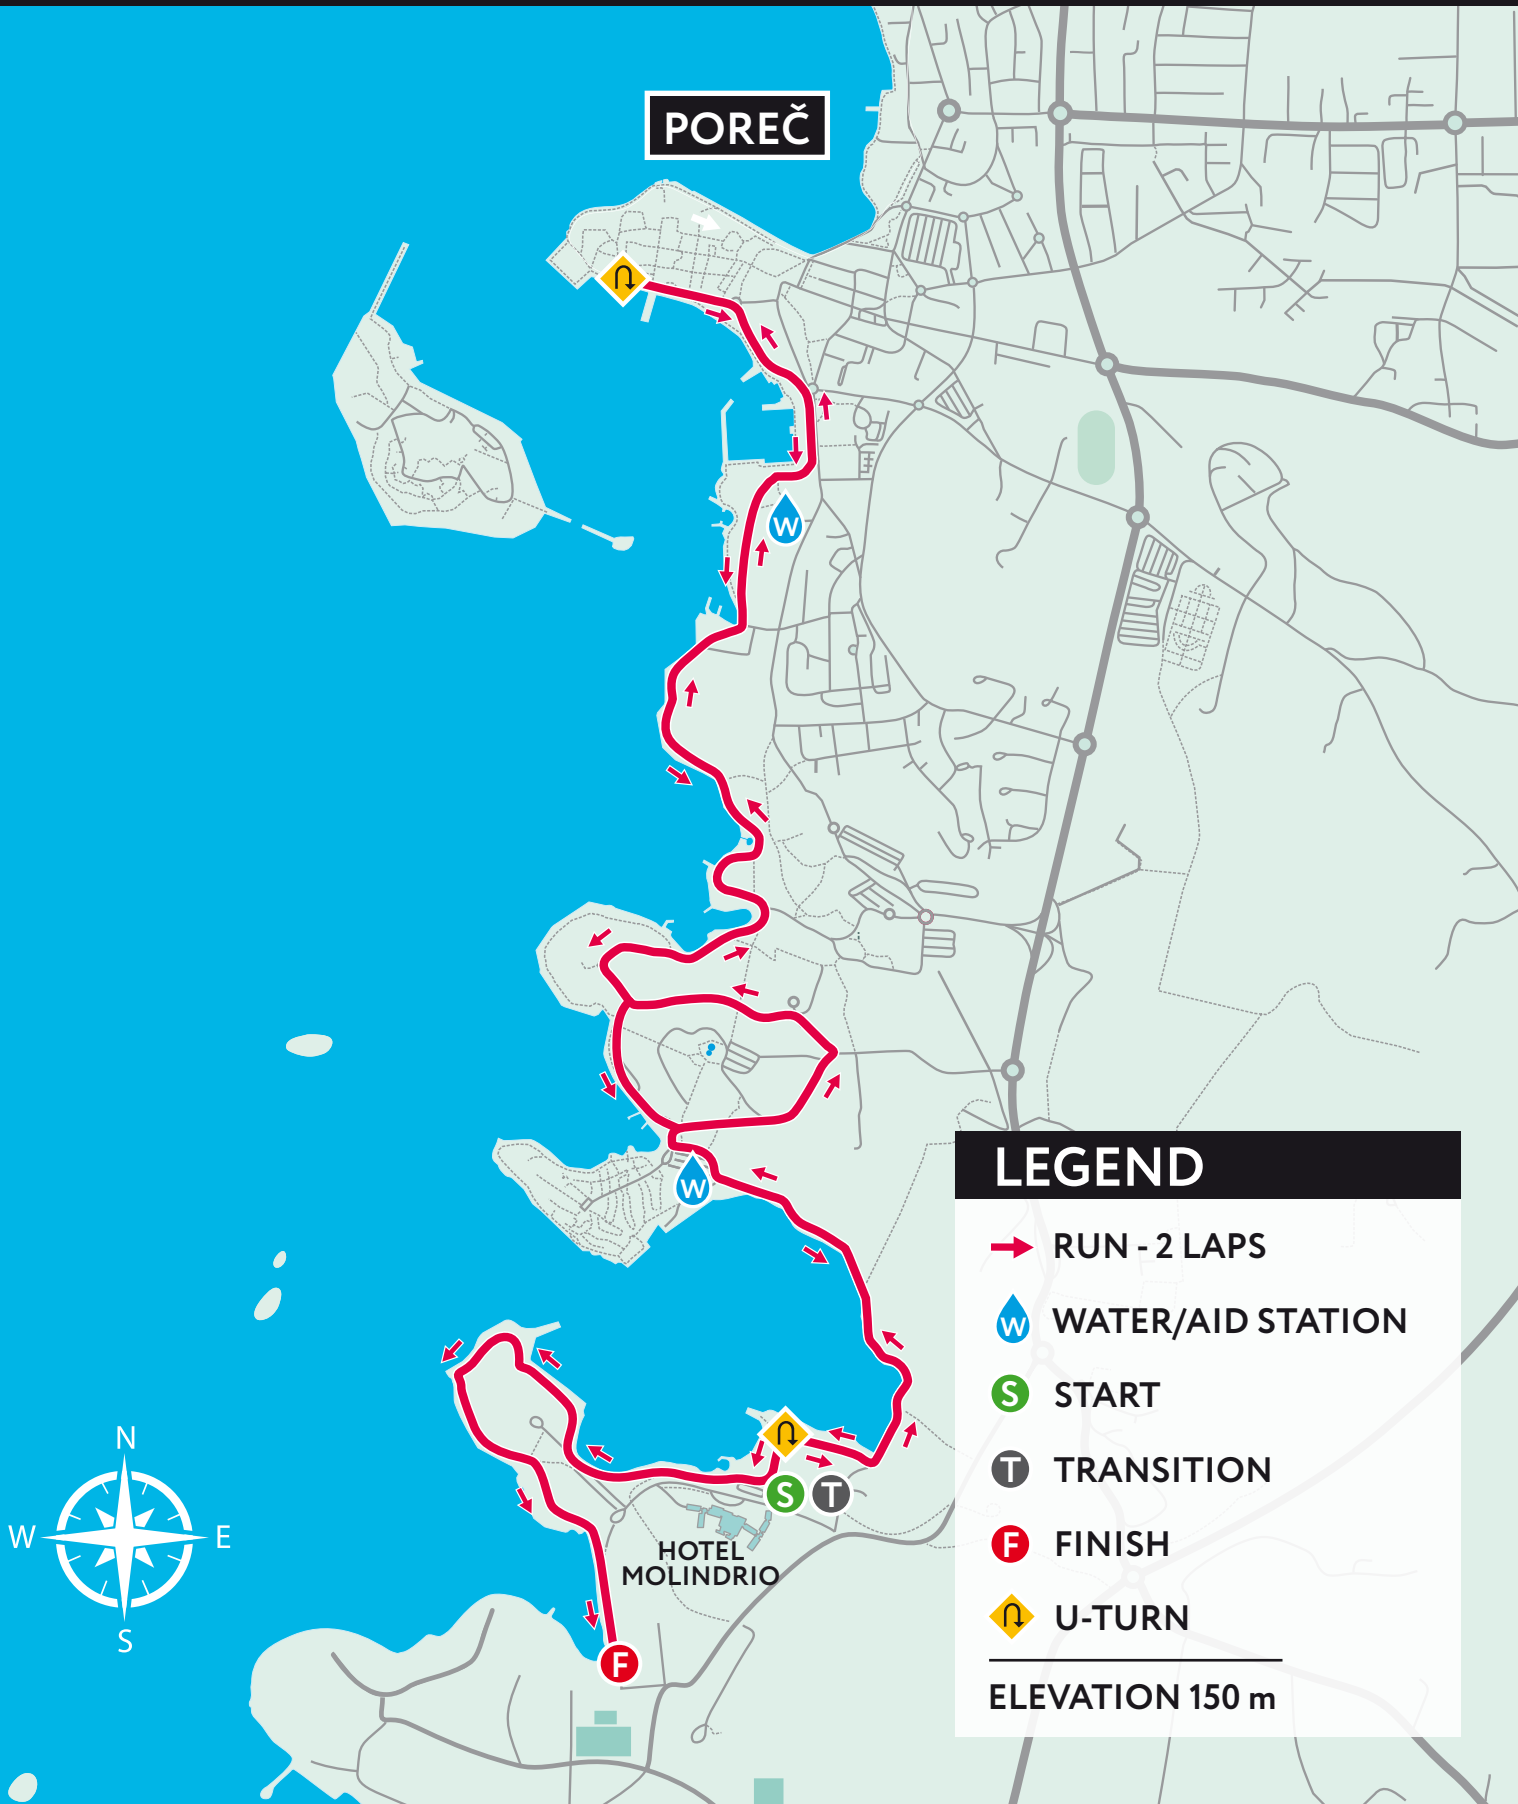 POREČ
W
W
LEGEND
RUN - 2 LAPS
W WATER/AID STATION
S START
T TRANSITION
F FINISH
U-TURN
ELEVATION 150 m
S T
HOTEL
MOLINDRIO
F
N
W E
S